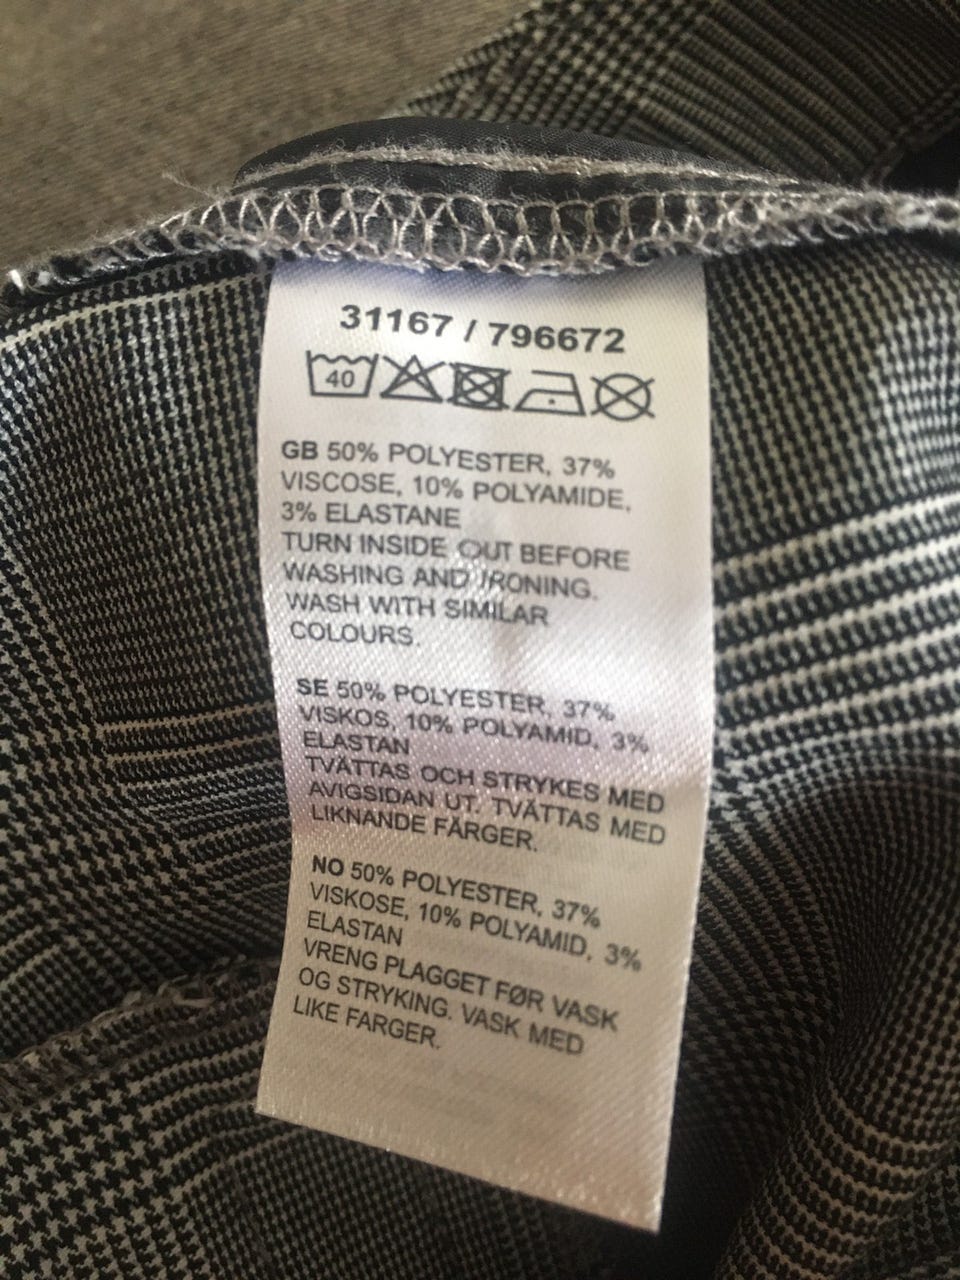 31167 / 796672
40
GB 50% POLYESTER, 37%
VISCOSE, 10% POLYAMIDE,
3% ELASTANE
TURN INSIDE OUT BEFORE
WASHING AND IRONING.
WASH WITH SIMILAR
COLOURS.
SE 50% POLYESTER, 37%
VISKOS, 10% POLYAMID, 3%
ELASTAN
TVÄTTAS OCH STRYKES MED
AVIGSIDAN UT. TVÄTTAS MED
LIKNANDE FÄRGER.
NO 50% POLYESTER, 37%
VISKOSE, 10% POLYAMID, 3%
ELASTAN
VRENG PLAGGET FØR VASK
OG STRYKING. VASK MED
LIKE FARGER.